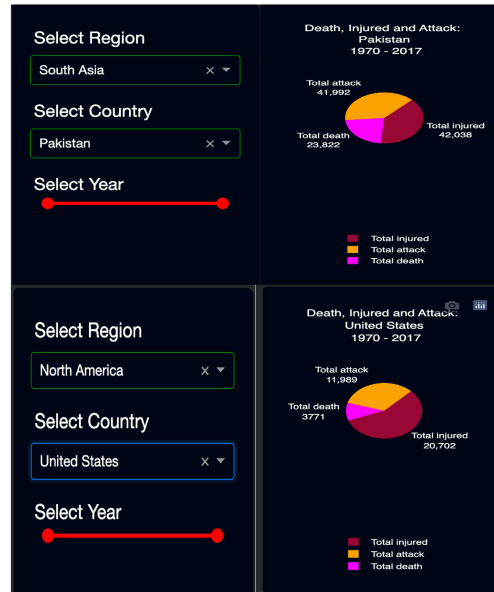 Select Region
South Asia
Select Country
Pakistan
Select Year
Death, Injured and Attack:
Pakistan
1970 - 2017
Total attack
41,992
Total injured
42,038
Total death
23,822
Total injured
Total attack
Total death
Select Region
North America
Select Country
United States
Select Year
Death, Injured and Attack:
United States
1970 - 2017
Total attack
11,989
Total death
3771
Total injured
20,702
Total injured
Total attack
Total death